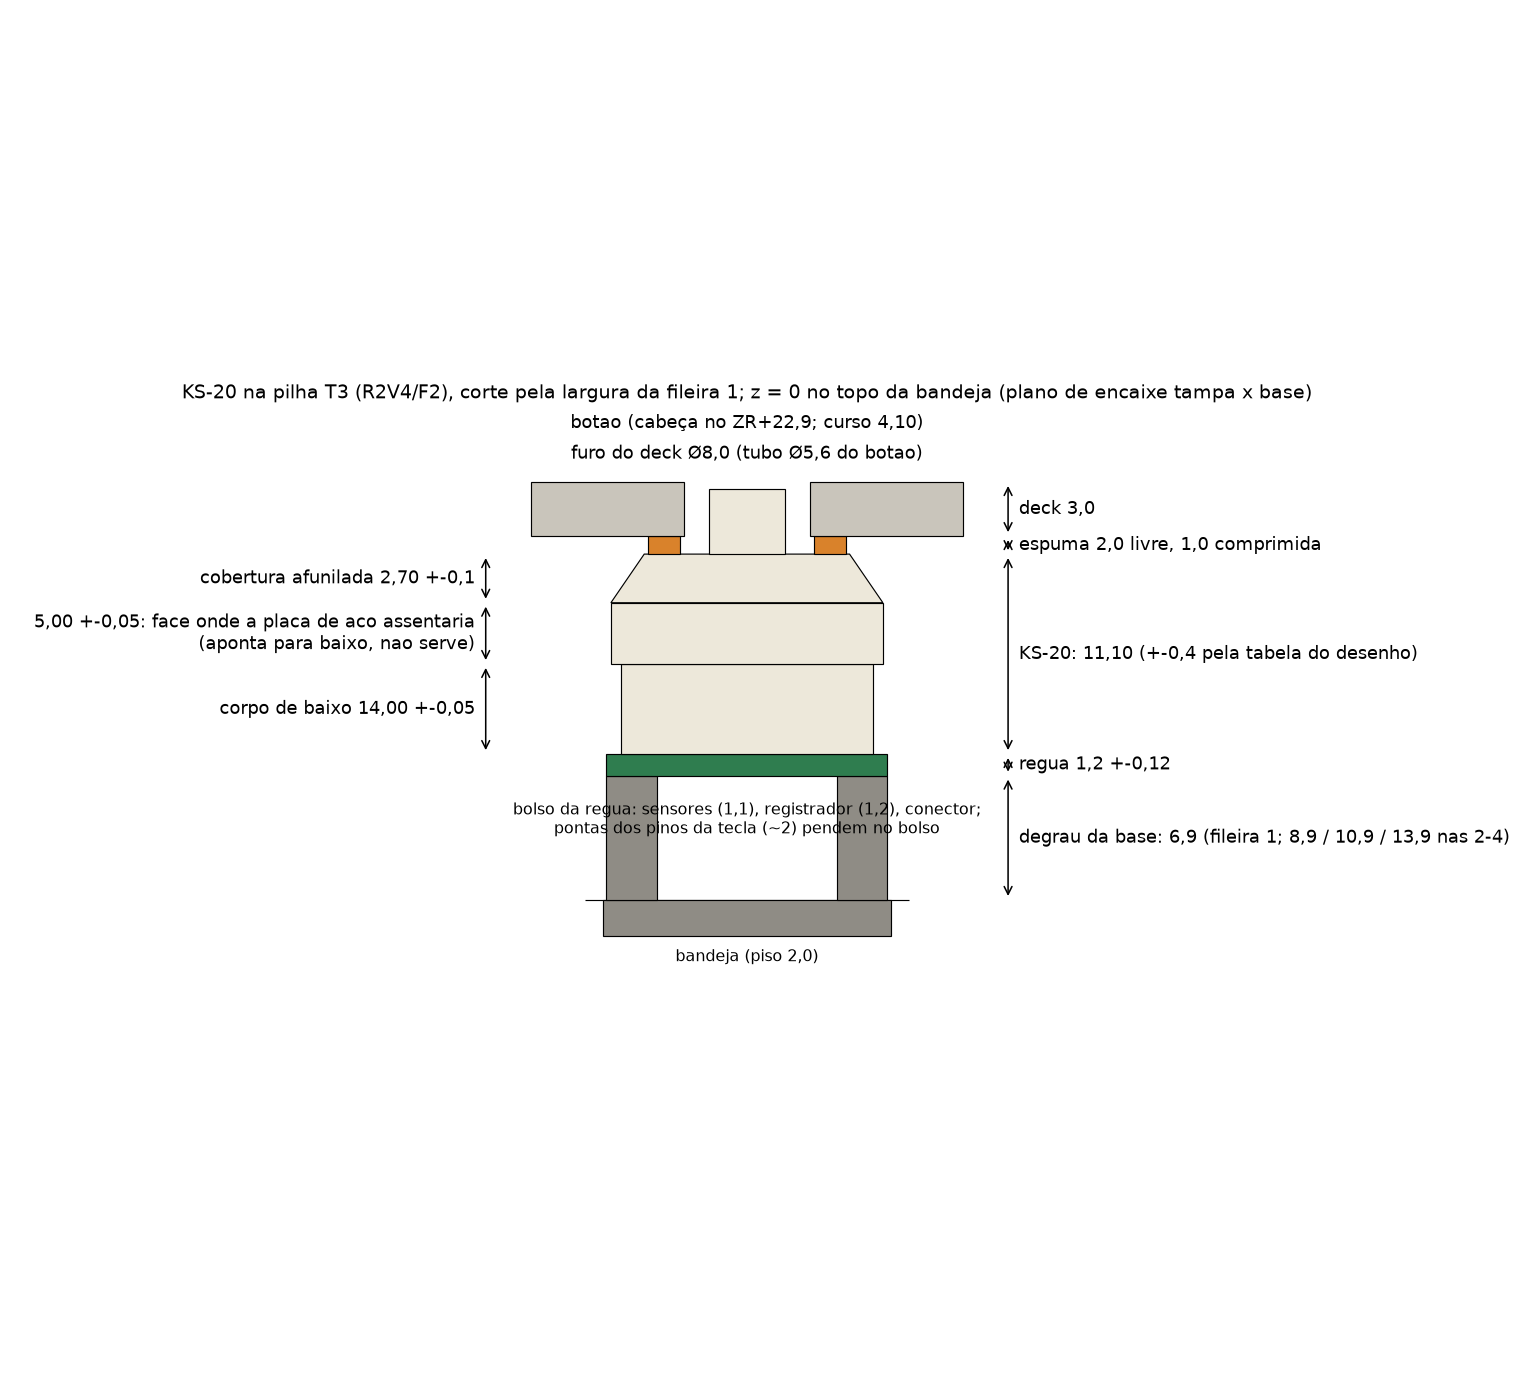 KS-20 na pilha T3 (R2V4/F2), corte pela largura da fileira 1; z = 0 no topo da bandeja (plano de encaixe tampa x base)
botao (cabeça no ZR+22,9; curso 4,10)
furo do deck Ø8,0 (tubo Ø5,6 do botao)
deck 3,0
espuma 2,0 livre, 1,0 comprimida
cobertura afunilada 2,70 +-0,1
5,00 +-0,05: face onde a placa de aco assentaria
(aponta para baixo, nao serve)
KS-20: 11,10 (+-0,4 pela tabela do desenho)
corpo de baixo 14,00 +-0,05
regua 1,2 +-0,12
bolso da regua: sensores (1,1), registrador (1,2), conector;
pontas dos pinos da tecla (~2) pendem no bolso
degrau da base: 6,9 (fileira 1; 8,9 / 10,9 / 13,9 nas 2-4)
bandeja (piso 2,0)